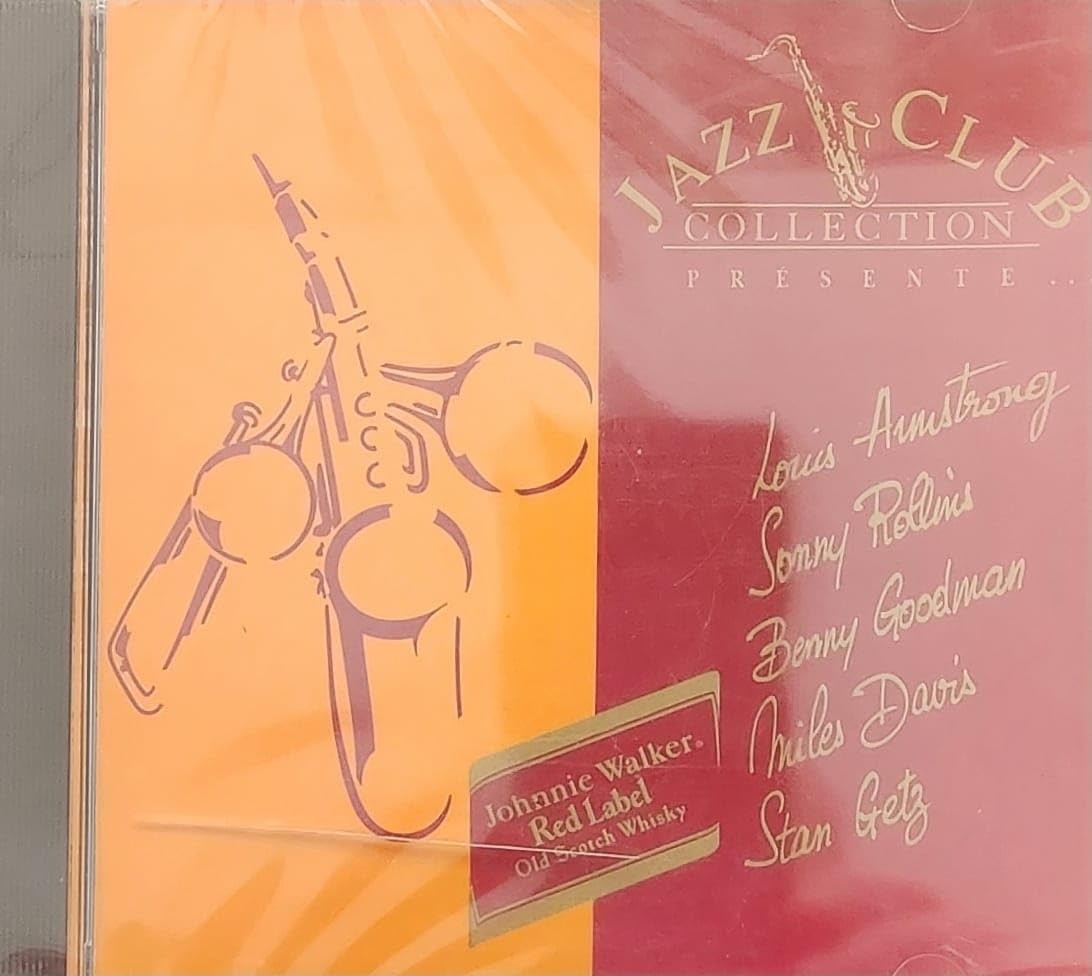 JAZZ CLUB
COLLECTION
PRÉSENTE ..
Louis Armstrong
Sonny Rollins
Benny Goodman
Miles Davis
Stan Getz
Johnnie Walker®
Red Label
Old Scotch Whisky